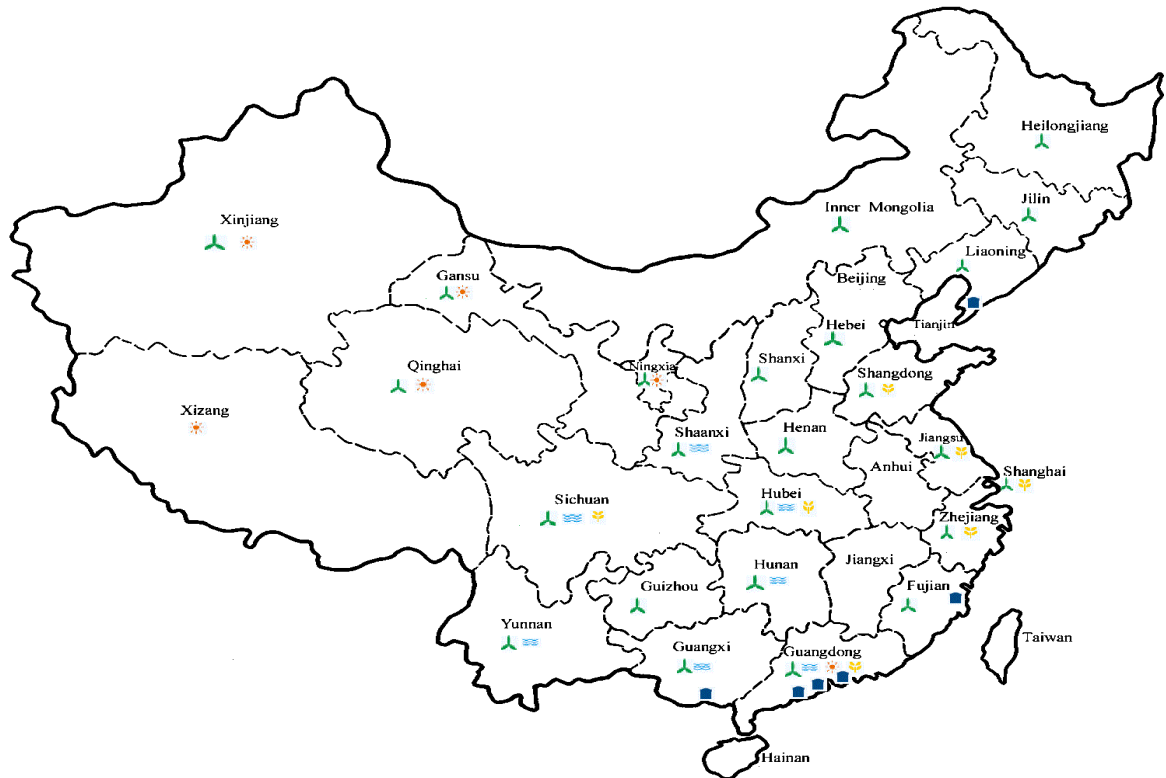 Heilongjiang
Jilin
Inner Mongolia
Xinjiang
Liaoning
Gansu
Beijing
Hebei
Tianjin
Shanxi
Qinghai
Ningxia
Shangdong
Xizang
Shaanxi
Henan
Jiangsu
Anhui
Shanghai
Sichuan
Hubei
Zhejiang
Hunan
Jiangxi
Guizhou
Fujian
Yunnan
Taiwan
Guangxi
Guangdong
Hainan